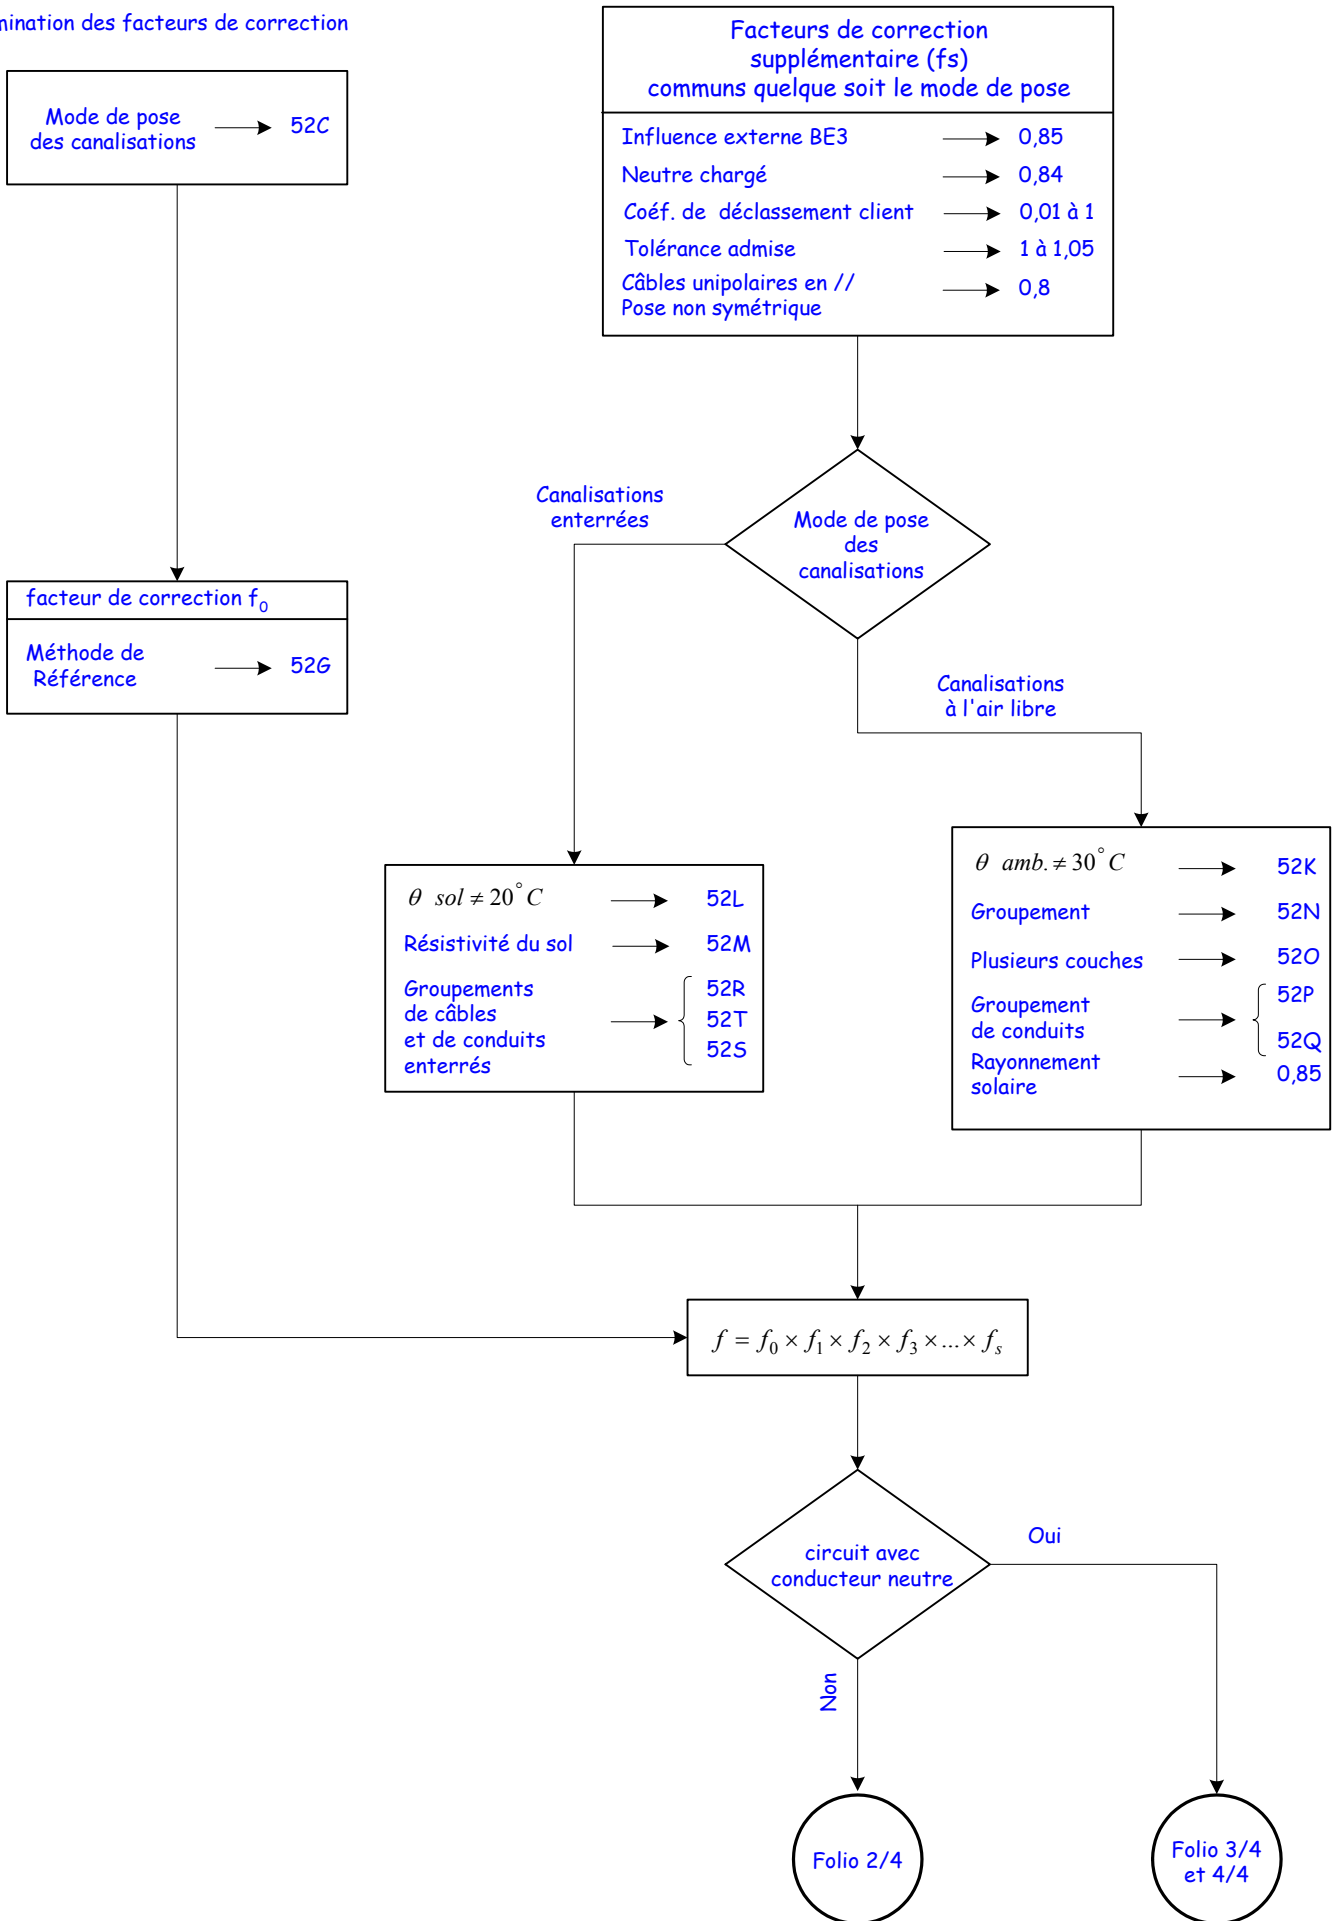 des facteurs de correction
Mode de pose
des canalisations
52C
facteur de correction f₀
Méthode de
Référence
52G
Facteurs de correction
supplémentaire (fs)
communs quelque soit le mode de pose
Influence externe BE3
0,85
Neutre chargé
0,84
Coéf. de déclassement client
0,01 à 1
Tolérance admise
1 à 1,05
Câbles unipolaires en //
Pose non symétrique
0,8
Mode de pose
des
canalisations
Canalisations
enterrées
Canalisations
à l'air libre
θ sol ≠ 20°C
52L
Résistivité du sol
52M
Groupements
de câbles
et de conduits
enterrés
52R
52T
52S
θ amb. ≠ 30°C
52K
Groupement
52N
Plusieurs couches
52O
Groupement
de conduits
52P
52Q
Rayonnement
solaire
0,85
f = f₀ × f₁ × f₂ × f₃ × ... × fₛ
circuit avec
conducteur neutre
Oui
Non
Folio 2/4
Folio 3/4
et 4/4